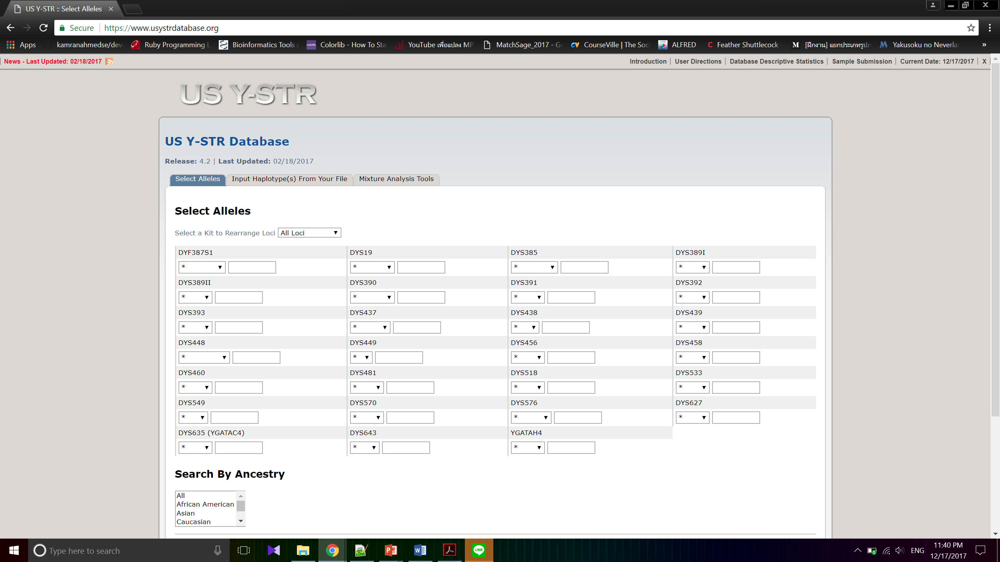 US Y-STR :: Select Alleles
Secure https://www.usystrdatabase.org
Apps kamranahmedse/dev Ruby Programming L Bioinformatics Tools a Colorlib - How To Sta YouTube เพื่อแปลง MP MatchSage_2017 - Go CourseVille | The Soci ALFRED Feather Shuttlecock - [ฝึกงาน] แยกประเภทรูปภ Yakusoku no Neverla »
News - Last Updated: 02/18/2017 Introduction User Directions Database Descriptive Statistics Sample Submission Current Date: 12/17/2017 X
US Y-STR
US Y-STR Database
Release: 4.2 | Last Updated: 02/18/2017
Select Alleles Input Haplotype(s) From Your File Mixture Analysis Tools
Select Alleles
Select a Kit to Rearrange Loci All Loci
DYF387S1 DYS19 DYS385 DYS389I
* * * *
DYS389II DYS390 DYS391 DYS392
* * * *
DYS393 DYS437 DYS438 DYS439
* * * *
DYS448 DYS449 DYS456 DYS458
* * * *
DYS460 DYS481 DYS518 DYS533
* * * *
DYS549 DYS570 DYS576 DYS627
* * * *
DYS635 (YGATAC4) DYS643 YGATAH4
* * *
Search By Ancestry
All
African American
Asian
Caucasian
Type here to search LINE ENG 11:40 PM
12/17/2017